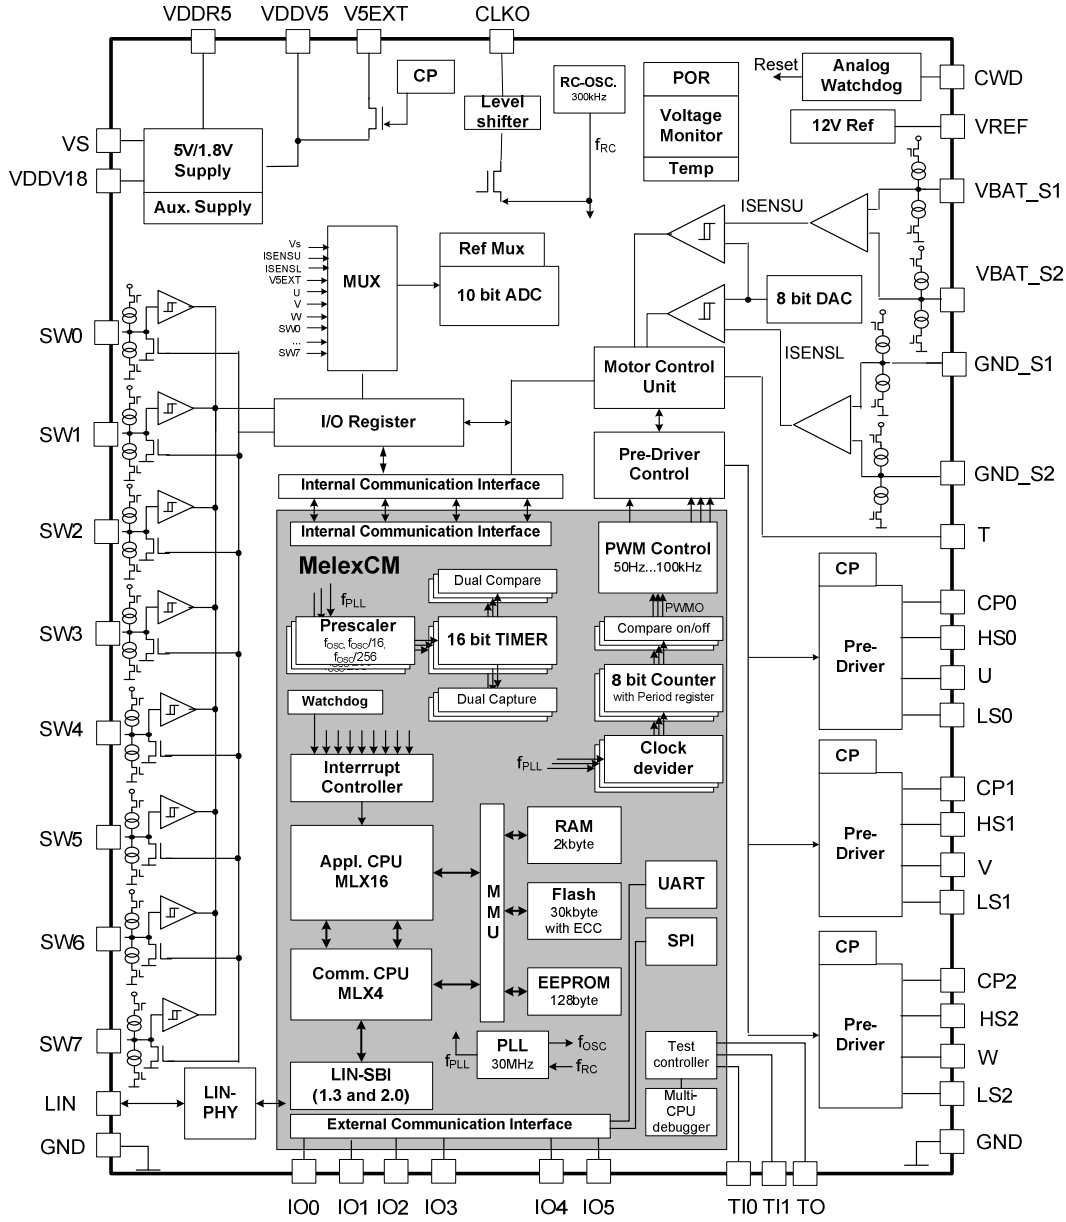 VDDR5
VDDV5
V5EXT
CLKO
VS
VDDV18
5V/1.8V
Supply
Aux. Supply
CP
Level
shifter
RC-OSC.
300kHz
fRC
POR
Voltage
Monitor
Temp
Reset
Analog
Watchdog
CWD
12V Ref
VREF
VBAT_S1
ISENSU
VBAT_S2
8 bit DAC
ISENSL
GND_S1
GND_S2
T
Vs
ISENSU
ISENSL
V5EXT
U
V
W
SW0
...
SW7
MUX
Ref Mux
10 bit ADC
Motor Control
Unit
I/O Register
Pre-Driver
Control
Internal Communication Interface
Internal Communication Interface
SW0
SW1
SW2
SW3
SW4
SW5
SW6
SW7
MelexCM
fPLL
Prescaler
fOSC, fOSC/16,
fOSC/256
Dual Compare
16 bit TIMER
Dual Capture
PWM Control
50Hz...100kHz
PWMO
Compare on/off
8 bit Counter
with Period register
fPLL
Clock
devider
Watchdog
Interrrupt
Controller
Appl. CPU
MLX16
Comm. CPU
MLX4
LIN-SBI
(1.3 and 2.0)
M
M
U
RAM
2kbyte
Flash
30kbyte
with ECC
EEPROM
128byte
UART
SPI
fPLL
PLL
30MHz
fOSC
fRC
Test
controller
Multi-
CPU
debugger
External Communication Interface
LIN
LIN-
PHY
GND
CP
Pre-
Driver
CP0
HS0
U
LS0
CP
Pre-
Driver
CP1
HS1
V
LS1
CP
Pre-
Driver
CP2
HS2
W
LS2
GND
IO0
IO1
IO2
IO3
IO4
IO5
TI0
TI1
TO